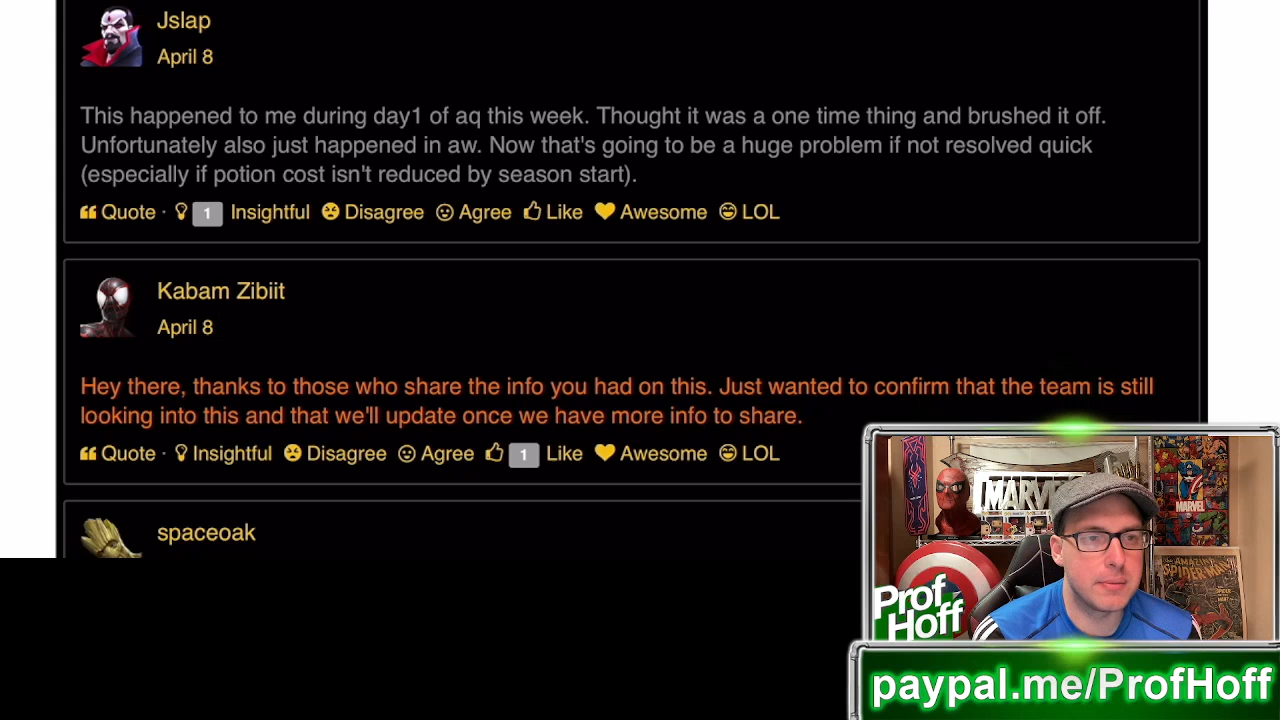 Jslap
April 8
This happened to me during day1 of aq this week. Thought it was a one time thing and brushed it off.
Unfortunately also just happened in aw. Now that's going to be a huge problem if not resolved quick
(especially if potion cost isn't reduced by season start).
Quote · 1 Insightful Disagree Agree Like Awesome LOL
Kabam Zibiit
April 8
Hey there, thanks to those who share the info you had on this. Just wanted to confirm that the team is still
looking into this and that we'll update once we have more info to share.
Quote · Insightful Disagree Agree 1 Like Awesome LOL
spaceoak
MARVEL
MARVEL
THE AMAZING
SPIDER-MAN
Prof
Hoff
paypal.me/ProfHoff